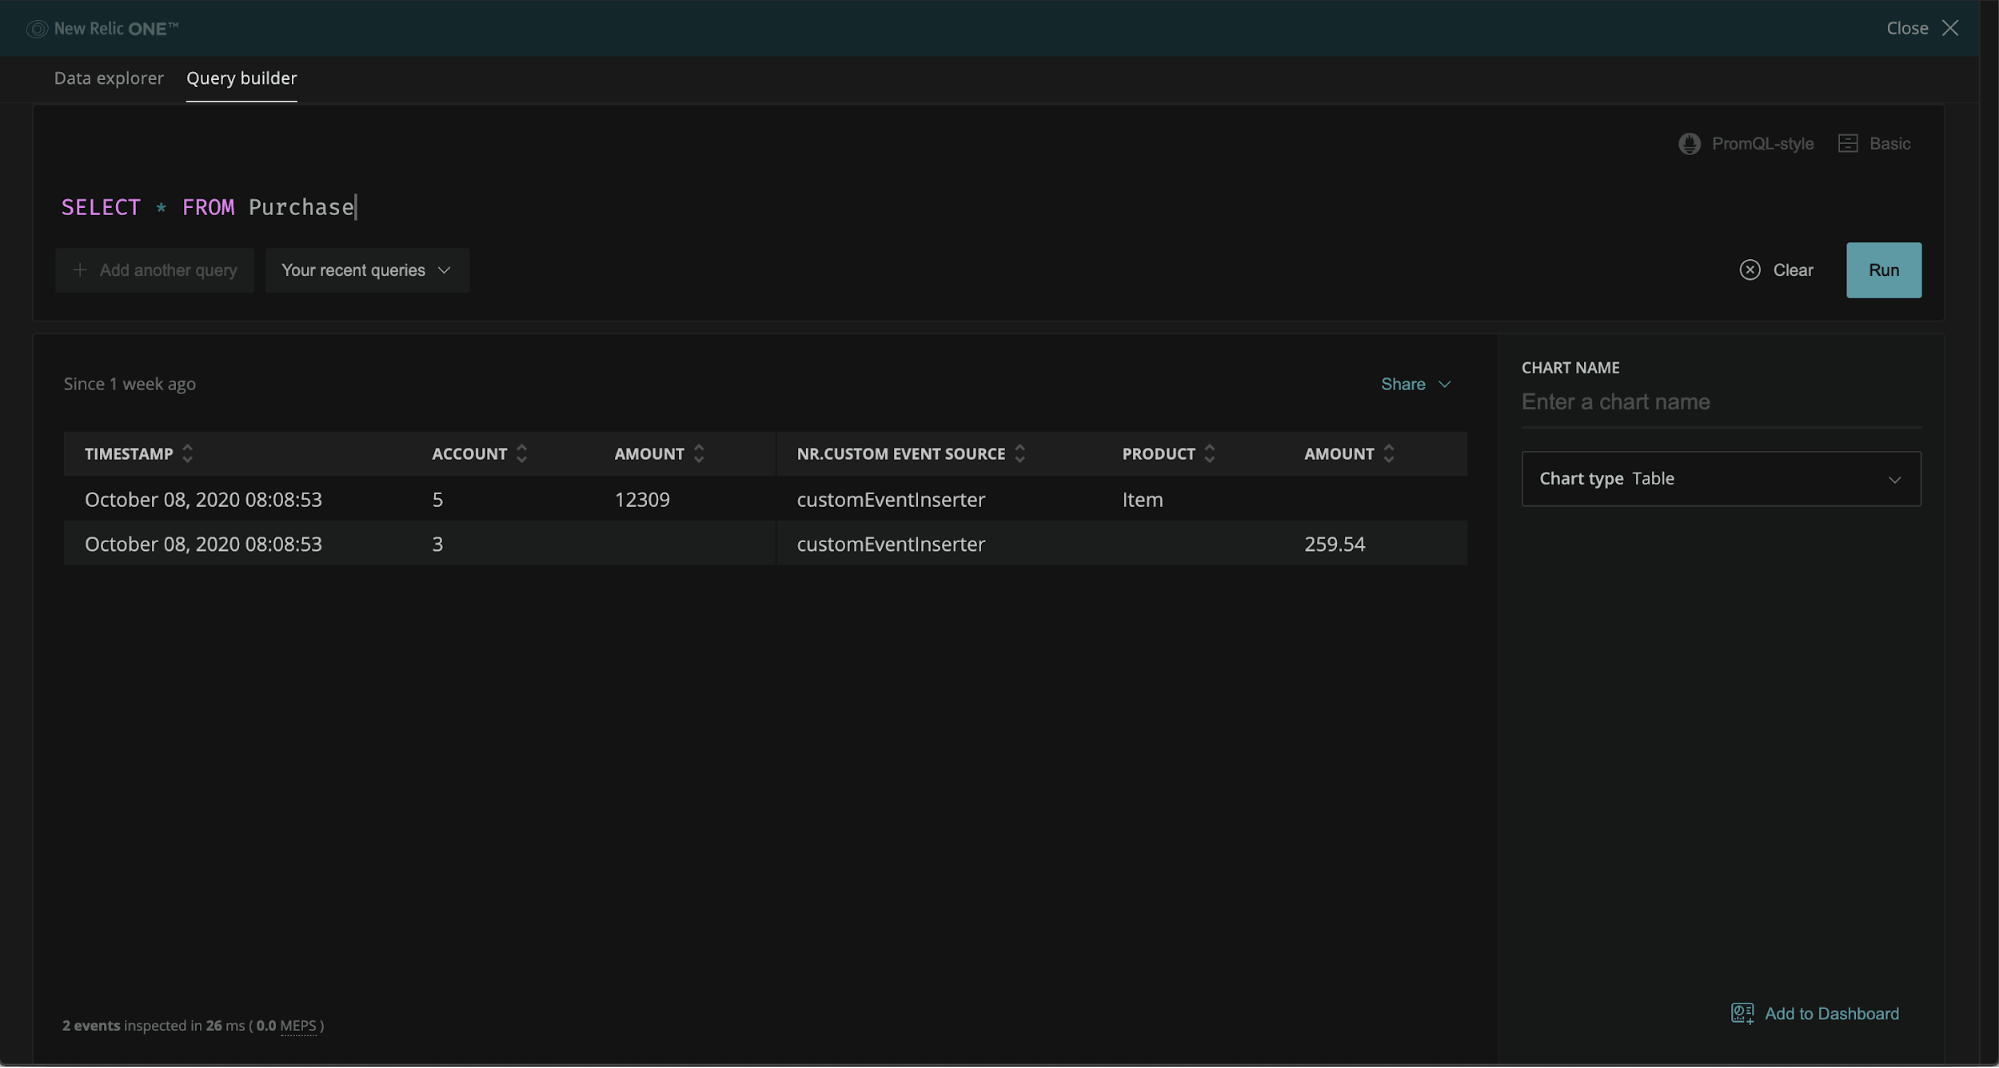 New Relic ONE™
Close
Data explorer Query builder
PromQL-style Basic
SELECT * FROM Purchase
+ Add another query Your recent queries Clear Run
Since 1 week ago Share
CHART NAME
Enter a chart name
Chart type Table
TIMESTAMP ACCOUNT AMOUNT NR.CUSTOM EVENT SOURCE PRODUCT AMOUNT
October 08, 2020 08:08:53 5 12309 customEventInserter Item
October 08, 2020 08:08:53 3 customEventInserter 259.54
2 events inspected in 26 ms ( 0.0 MEPS )
Add to Dashboard